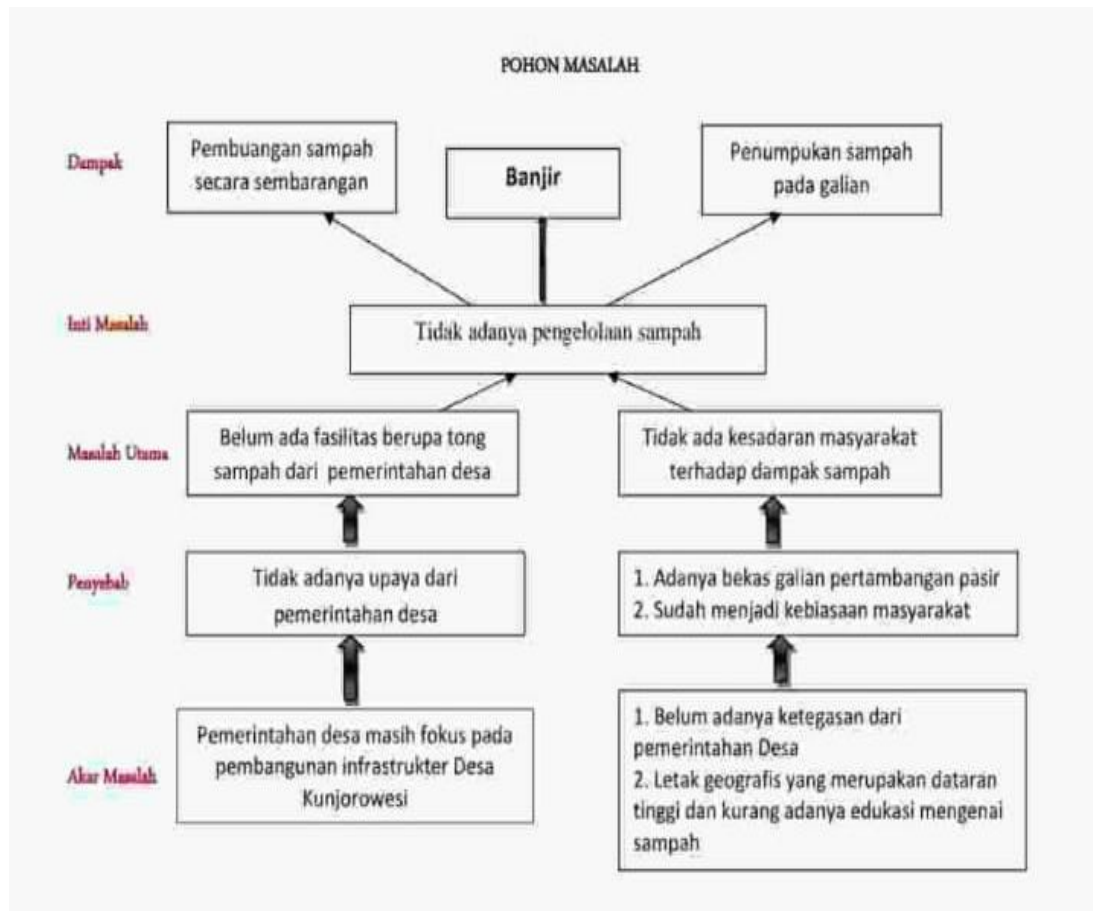 POHON MASALAH
Dampak
Pembuangan sampah
secara sembarangan
Banjir
Penumpukan sampah
pada galian
Inti Masalah
Tidak adanya pengelolaan sampah
Masalah Utama
Belum ada fasilitas berupa tong
sampah dari pemerintahan desa
Tidak ada kesadaran masyarakat
terhadap dampak sampah
Penyebab
Tidak adanya upaya dari
pemerintahan desa
1. Adanya bekas galian pertambangan pasir
2. Sudah menjadi kebiasaan masyarakat
Akar Masalah
Pemerintahan desa masih fokus pada
pembangunan infrastrukter Desa
Kunjorowesi
1. Belum adanya ketegasan dari
pemerintahan Desa
2. Letak geografis yang merupakan dataran
tinggi dan kurang adanya edukasi mengenai
sampah